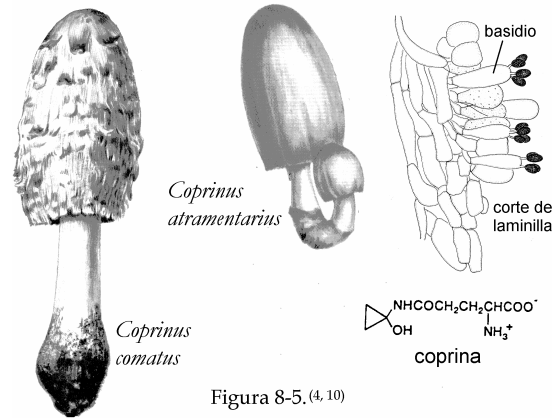 basidio
Coprinus
atramentarius
corte de
laminilla
NHCOCH₂CH₂CHCOO⁻
OH
NH₃⁺
coprina
Coprinus
comatus
Figura 8-5. (4, 10)